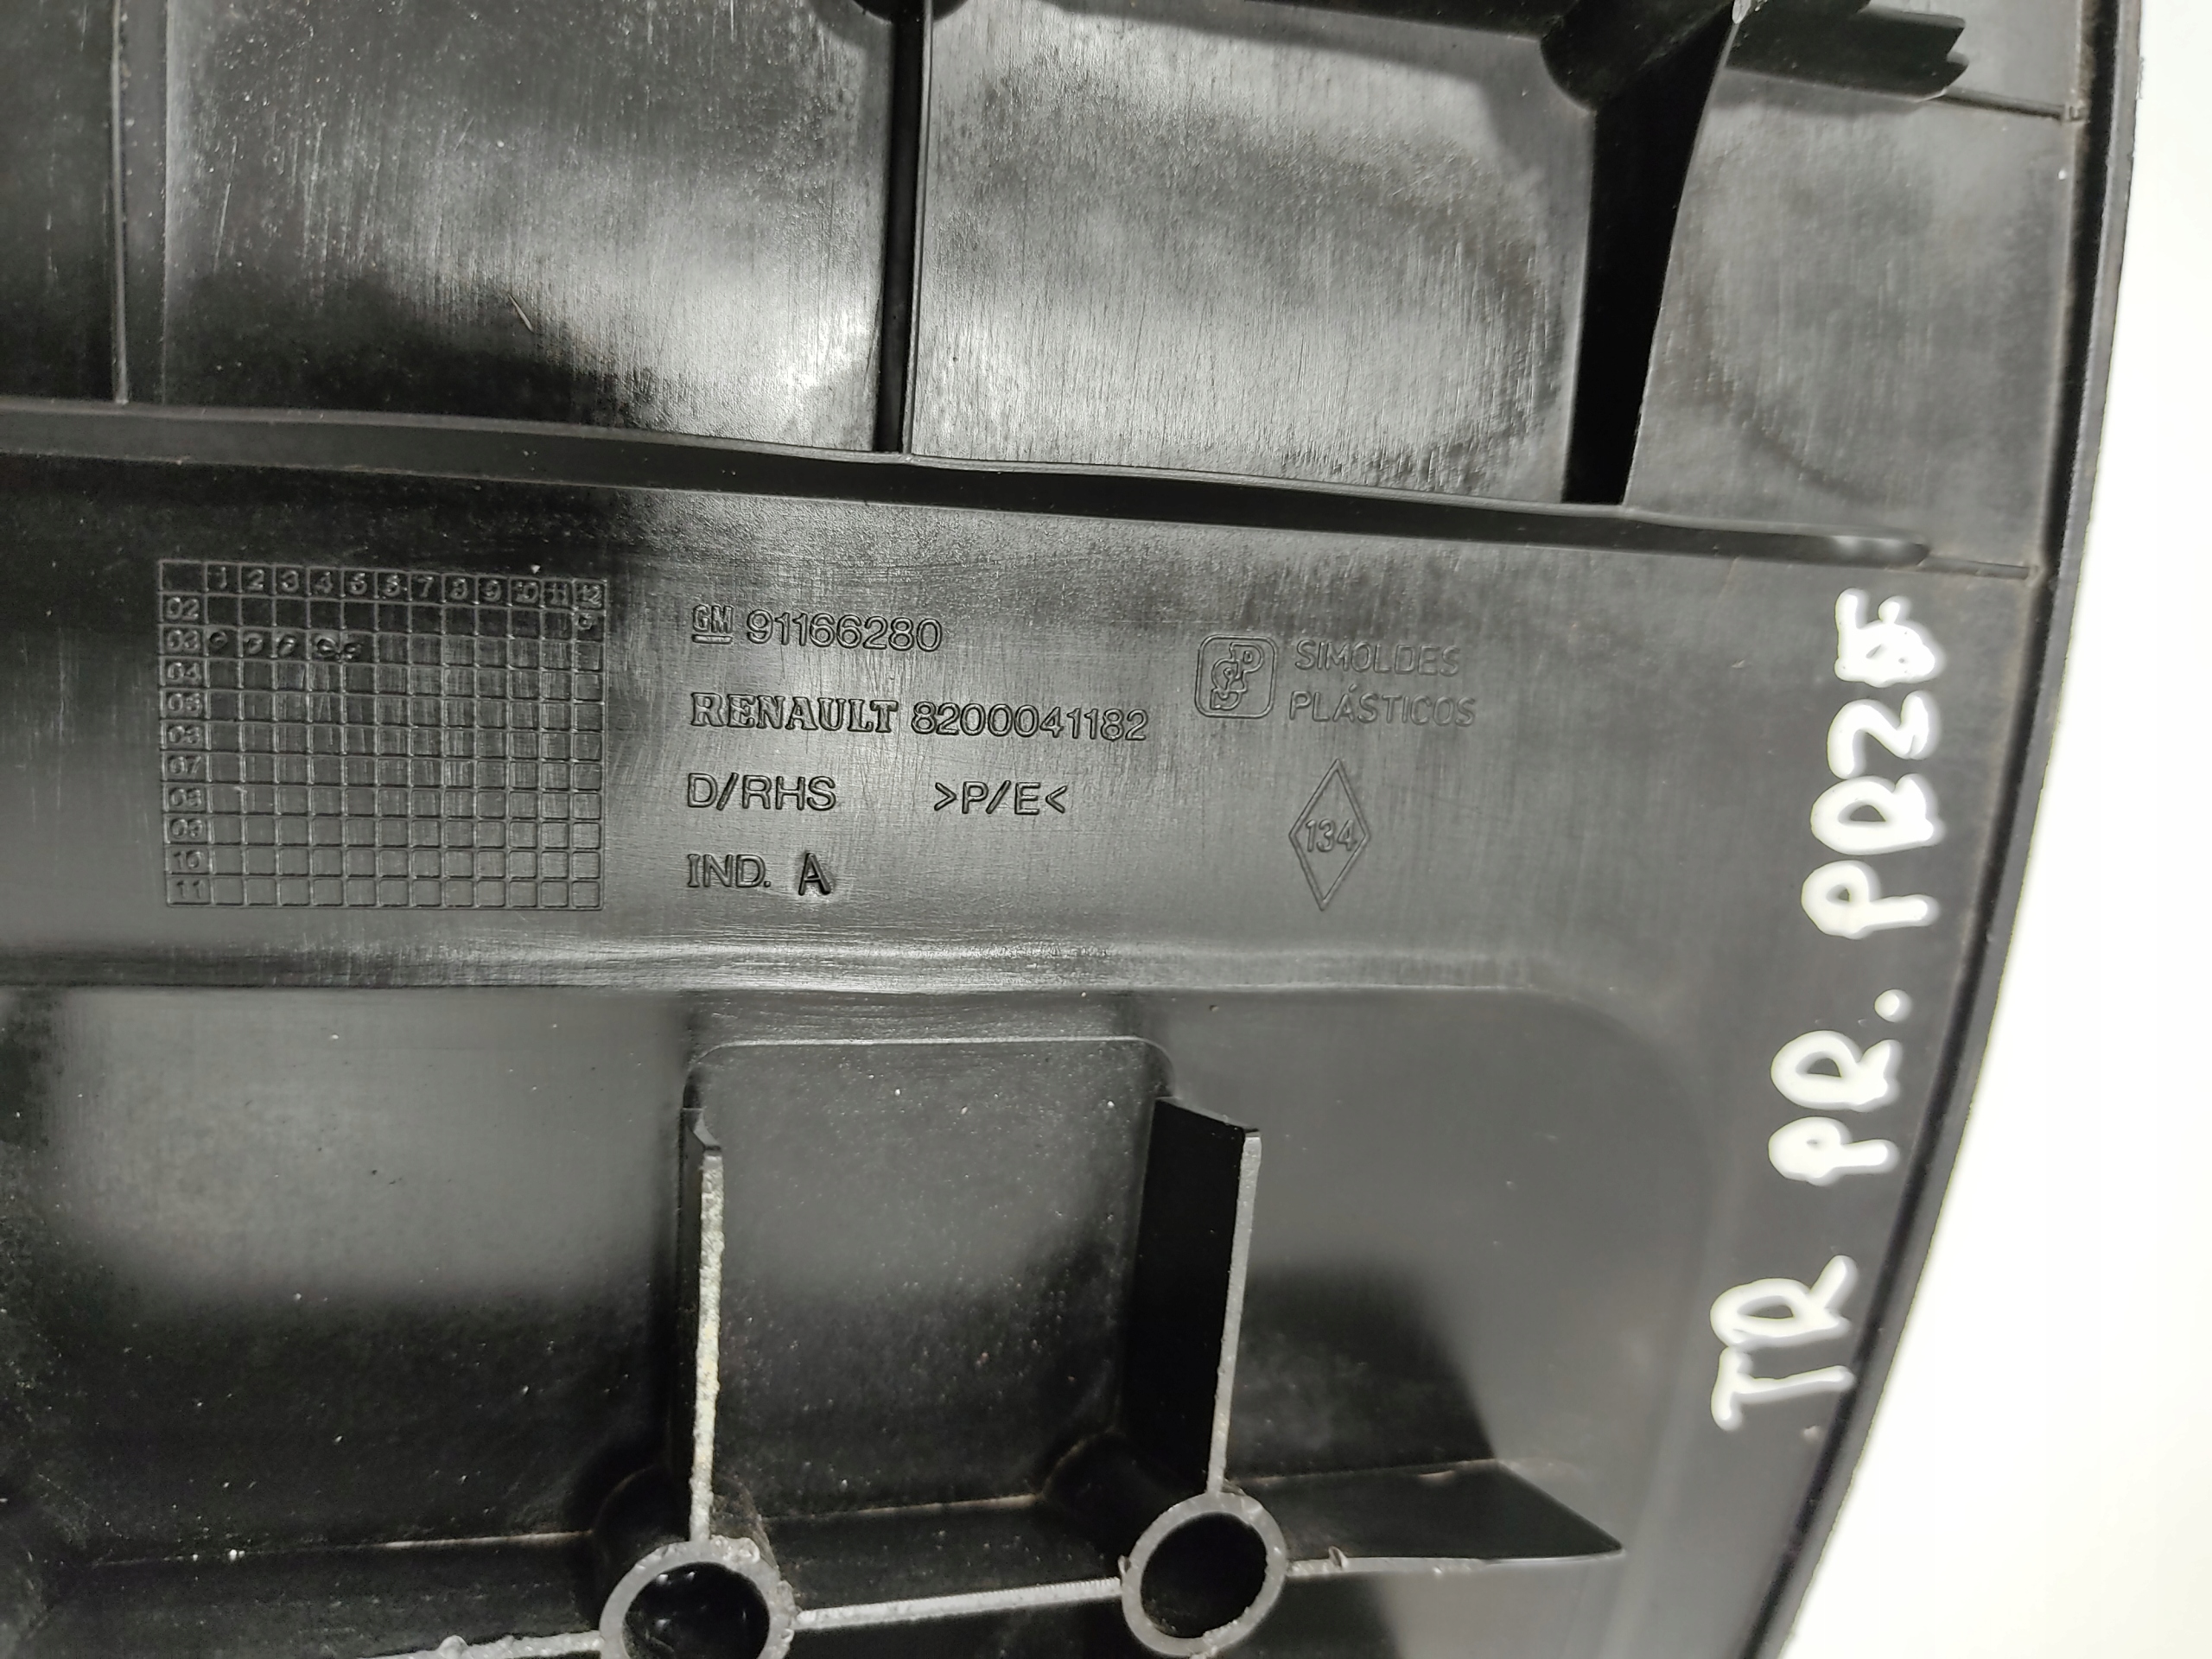 1 2 3 4 5 6 7 8 9 10 11 12
02
03
04
05
06
07
08
09
10
11
GM 91166280
RENAULT 8200041182
D/RHS >P/E<
IND. A
SIMOLDES
PLÁSTICOS
134
TR PR.